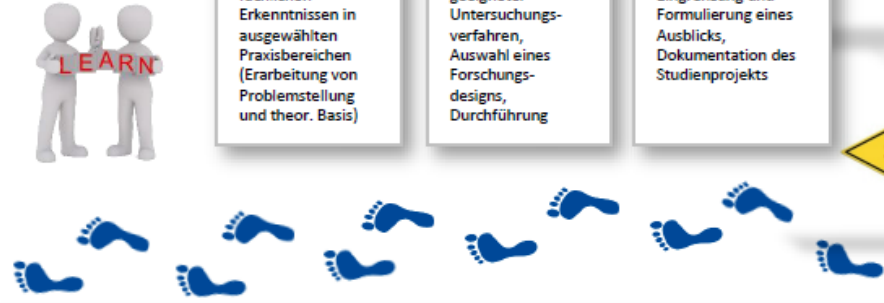 LEARN
Erkenntnissen in
ausgewählten
Praxisbereichen
(Erarbeitung von
Problemstellung
und theor. Basis)
Untersuchungs-
verfahren,
Auswahl eines
Forschungs-
designs,
Durchführung
Formulierung eines
Ausblicks,
Dokumentation des
Studienprojekts